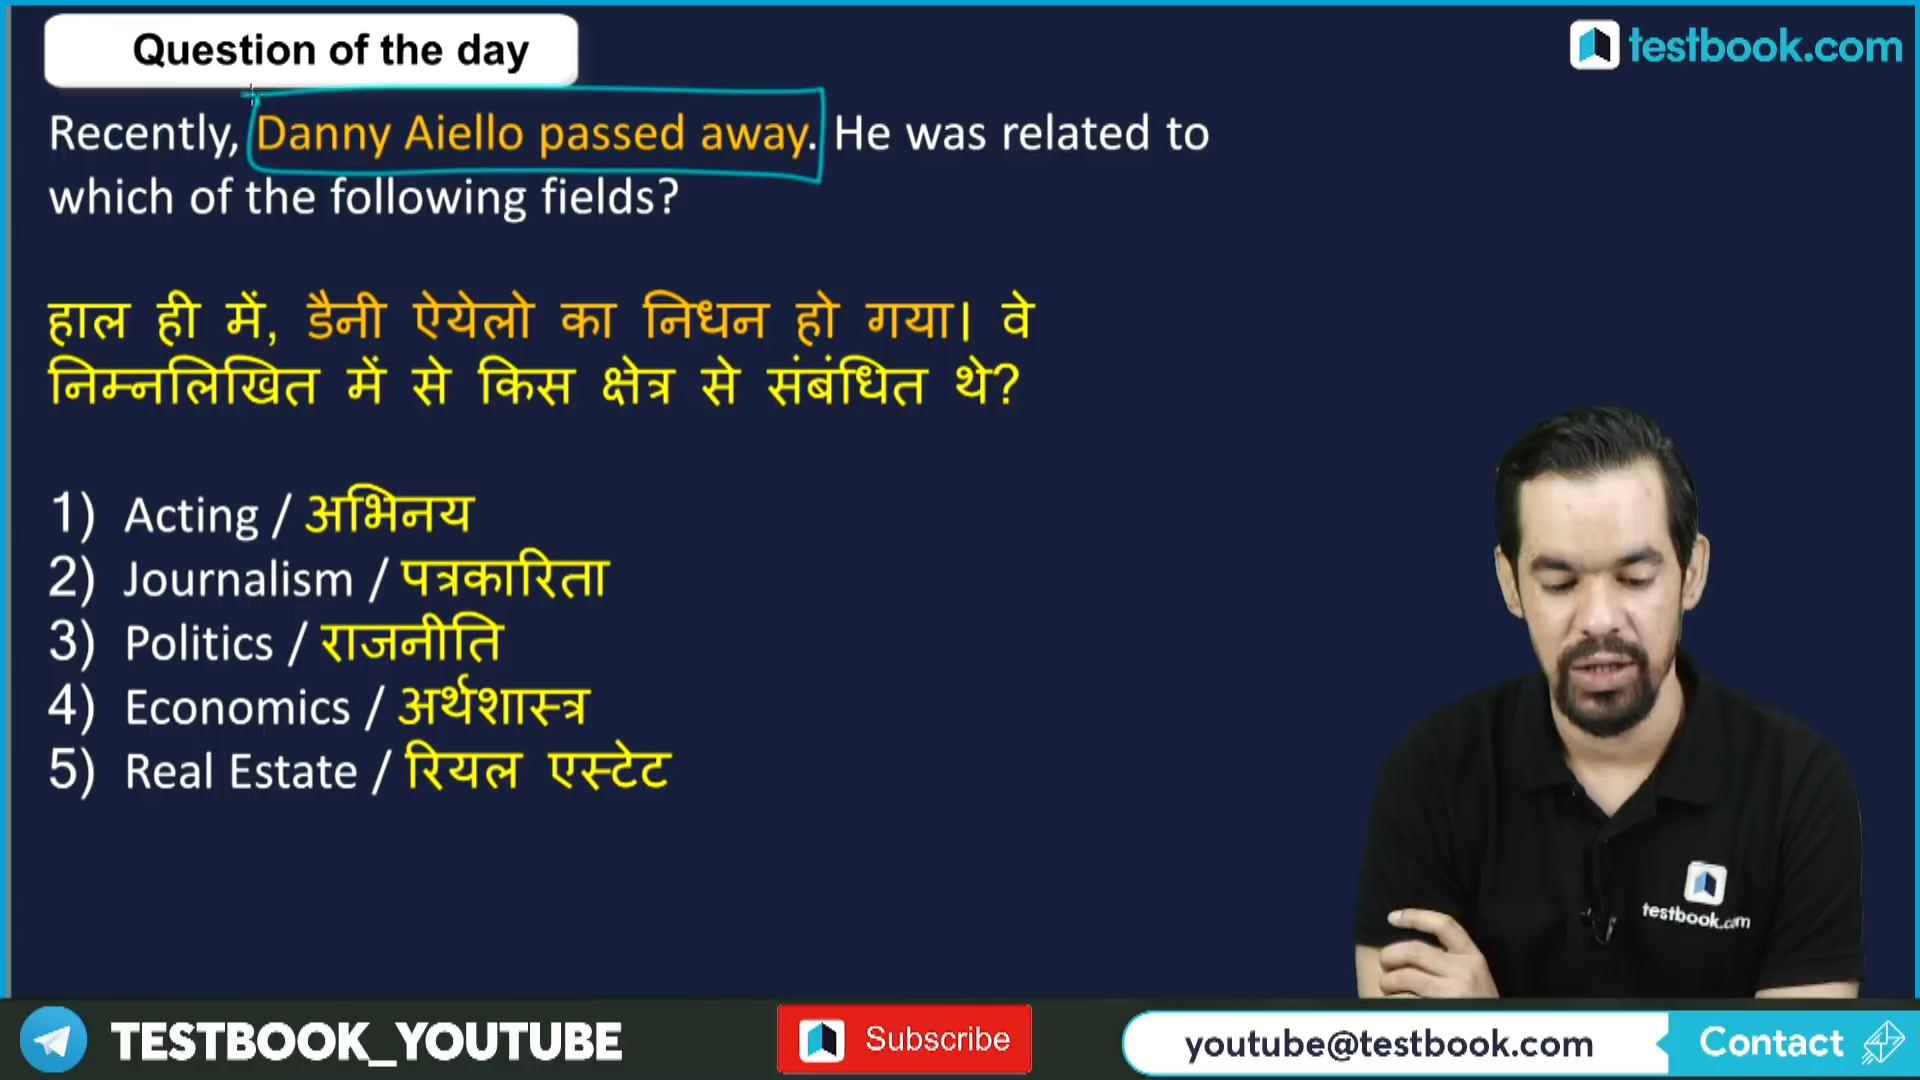 Question of the day
testbook.com
Recently, Danny Aiello passed away. He was related to
which of the following fields?
हाल ही में, डैनी ऐयेलो का निधन हो गया। वे
निम्नलिखित में से किस क्षेत्र से संबंधित थे?
1) Acting / अभिनय
2) Journalism / पत्रकारिता
3) Politics / राजनीति
4) Economics / अर्थशास्त्र
5) Real Estate / रियल एस्टेट
testbook.com
TESTBOOK_YOUTUBE
Subscribe
youtube@testbook.com
Contact